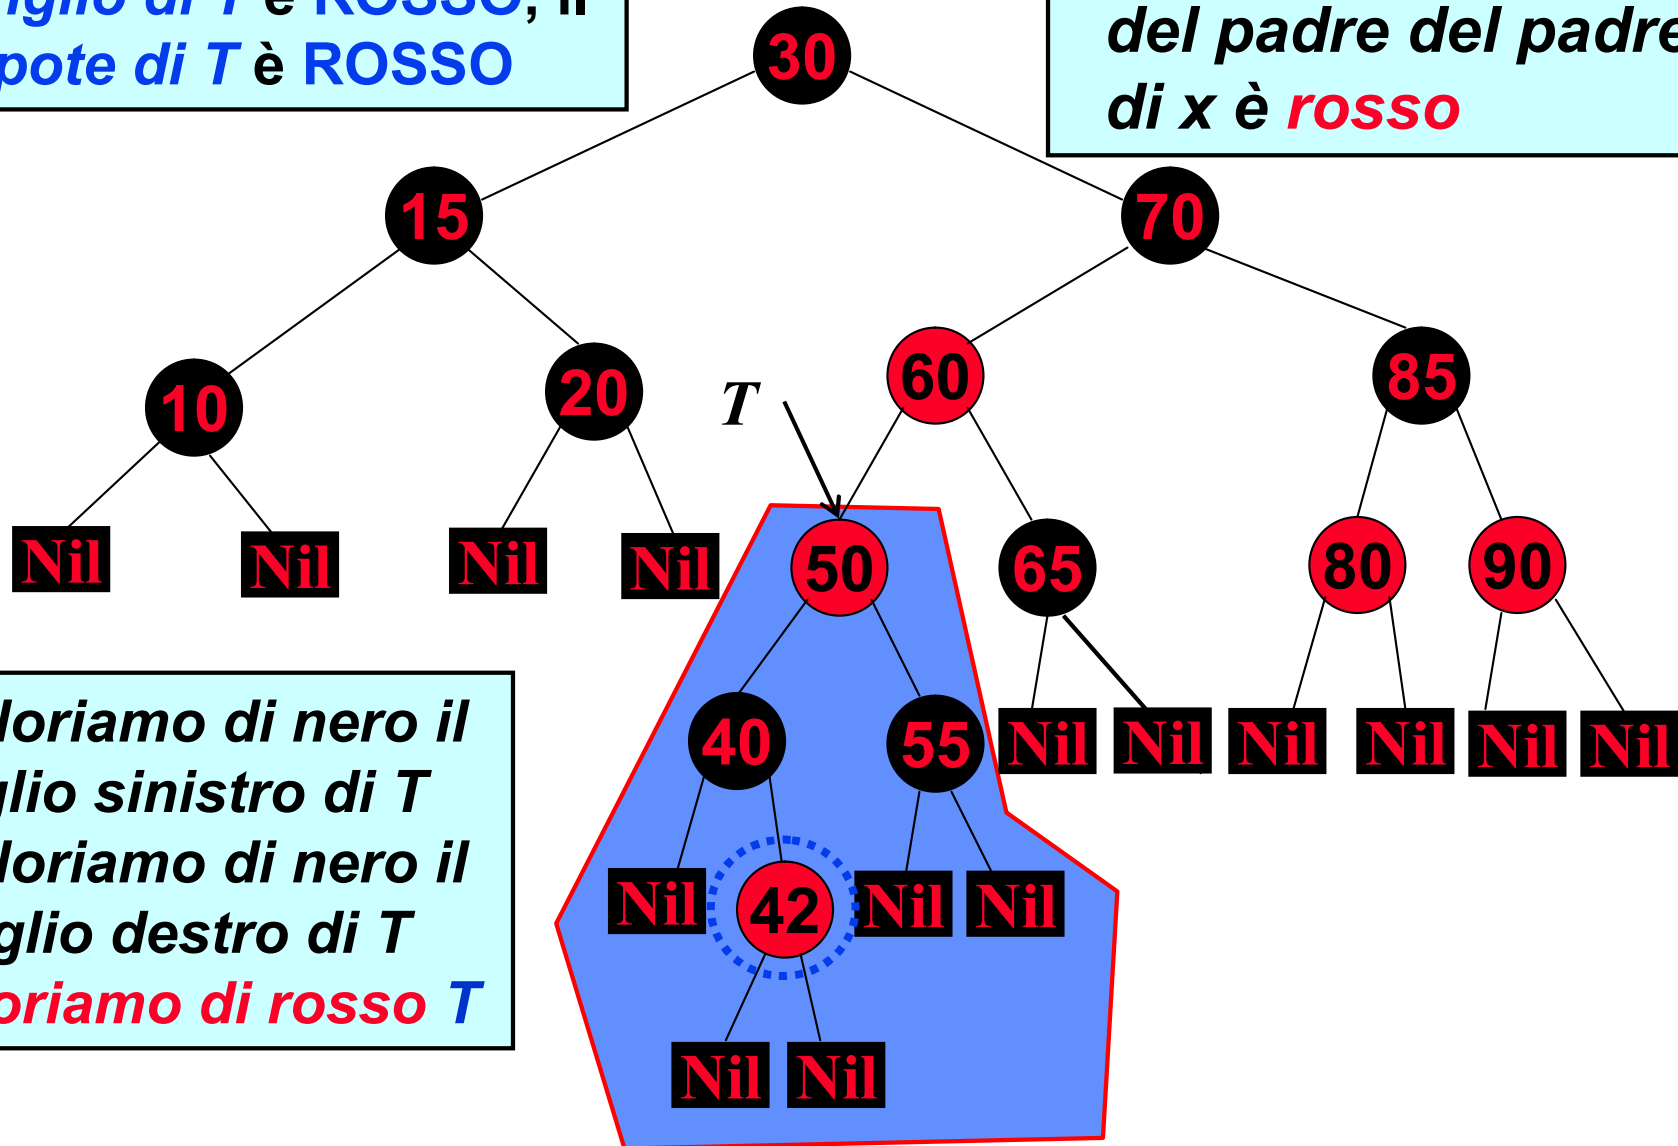 figlio di T è ROSSO, il
pote di T è ROSSO
del padre del padre
di x è rosso
30
15
70
10
20
T
60
85
Nil
Nil
Nil
Nil
50
65
80
90
loriamo di nero il
glio sinistro di T
loriamo di nero il
glio destro di T
oriamo di rosso T
40
55
Nil
Nil
Nil
Nil
Nil
Nil
Nil
42
Nil
Nil
Nil
Nil